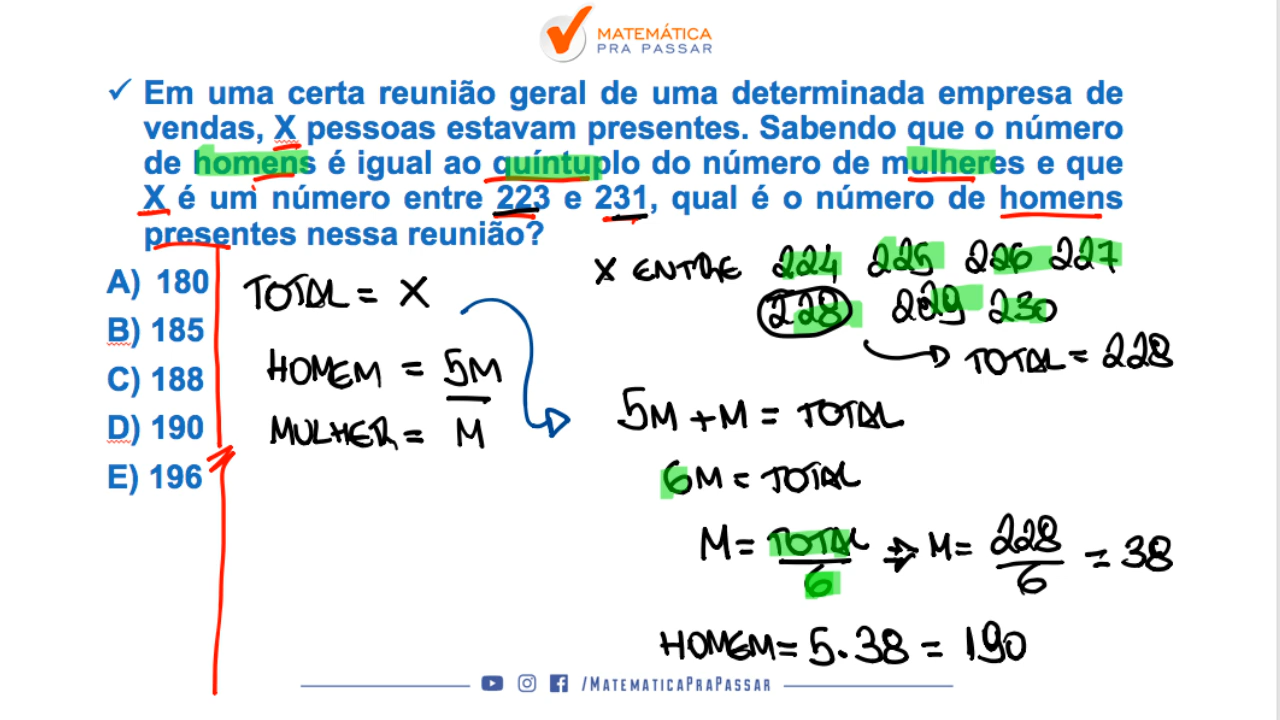 MATEMÁTICA
PRA PASSAR
✓ Em uma certa reunião geral de uma determinada empresa de
vendas, X pessoas estavam presentes. Sabendo que o número
de homens é igual ao quíntuplo do número de mulheres e que
X é um número entre 223 e 231, qual é o número de homens
presentes nessa reunião?
A) 180
B) 185
C) 188
D) 190
E) 196
TOTAL = X
HOMEM = 5M
MULHER = M
X ENTRE 224 225 226 227
228 229 230
TOTAL = 228
5M + M = TOTAL
6M = TOTAL
M = TOTAL/6 ⇒ M = 228/6 = 38
HOMEM = 5.38 = 190
/MATEMATICAPRAPASSAR